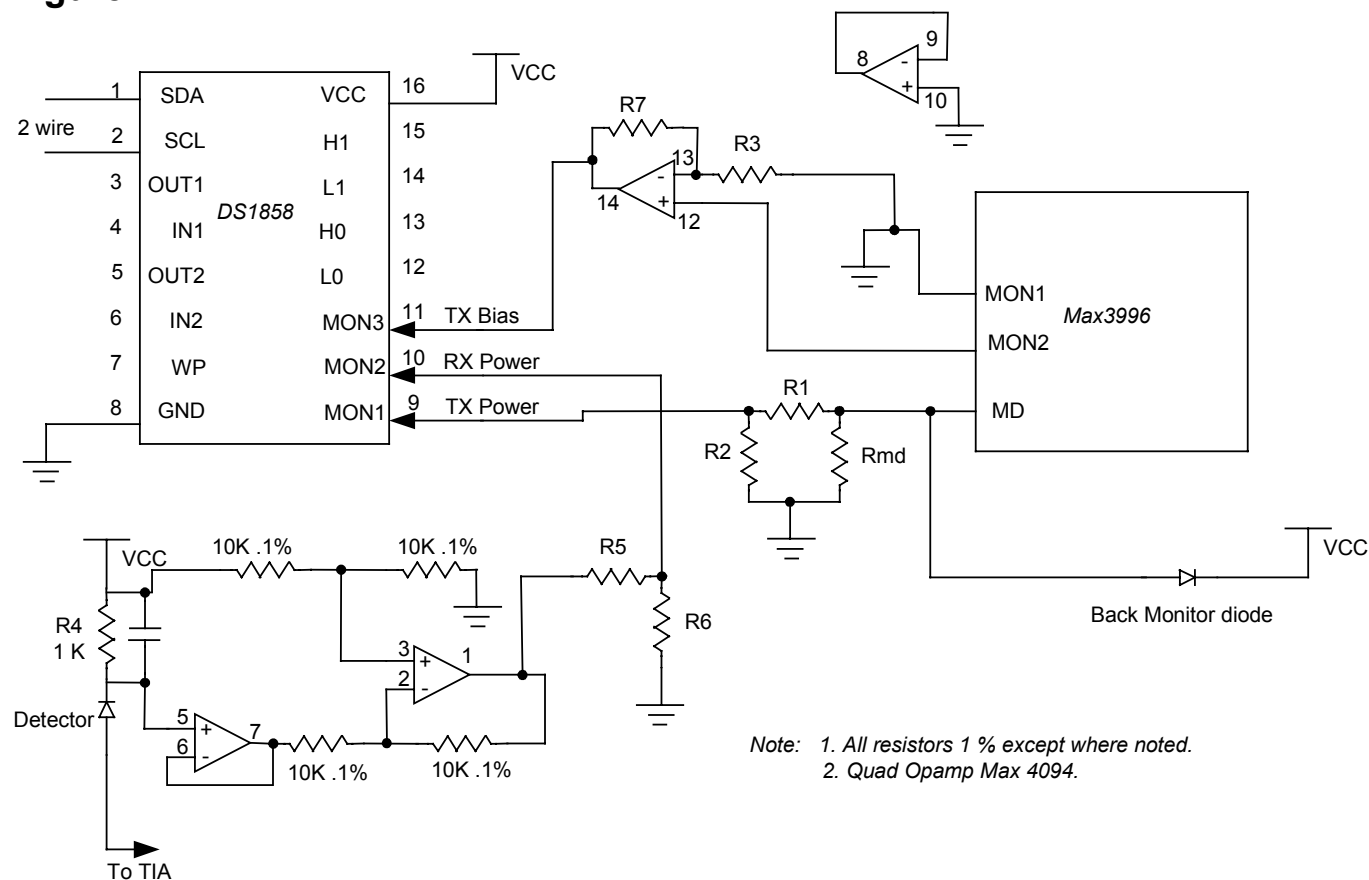 9
8
-
+
10
VCC
1
SDA
VCC
16
2 wire
2
SCL
H1
15
3
OUT1
L1
14
DS1858
4
IN1
H0
13
5
OUT2
L0
12
6
IN2
MON3
11
TX Bias
7
WP
MON2
10
RX Power
8
GND
MON1
9
TX Power
R7
R3
13
-
14
+
12
MON1
Max3996
MON2
MD
R1
R2
Rmd
VCC
Back Monitor diode
VCC
10K .1%
10K .1%
R5
R4
1 K
R6
3
+
1
2
-
Detector
5
+
7
6
-
10K .1%
10K .1%
To TIA
Note: 1. All resistors 1 % except where noted.
2. Quad Opamp Max 4094.